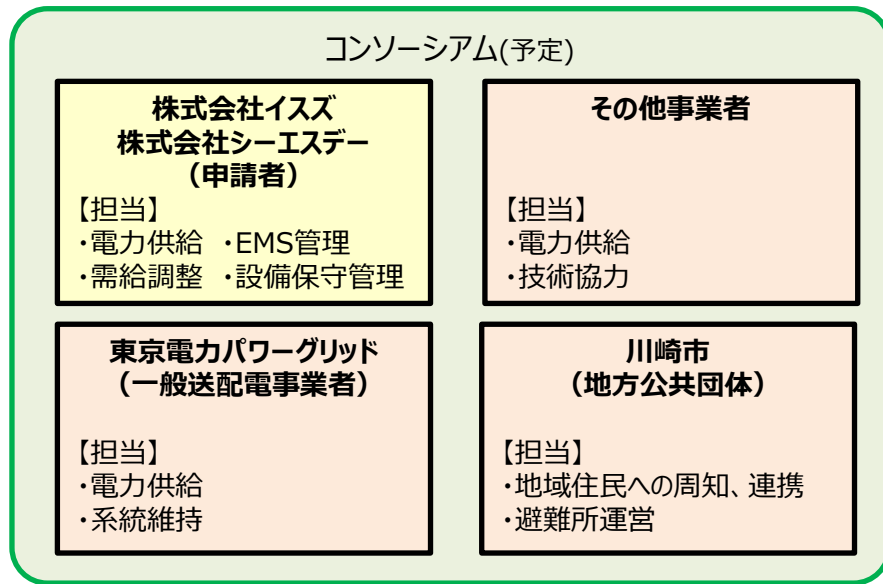 コンソーシアム(予定)
株式会社イスズ
株式会社シーエスデー
（申請者）
【担当】
・電力供給 ・EMS管理
・需給調整 ・設備保守管理
その他事業者
【担当】
・電力供給
・技術協力
東京電力パワーグリッド
（一般送配電事業者）
【担当】
・電力供給
・系統維持
川崎市
（地方公共団体）
【担当】
・地域住民への周知、連携
・避難所運営